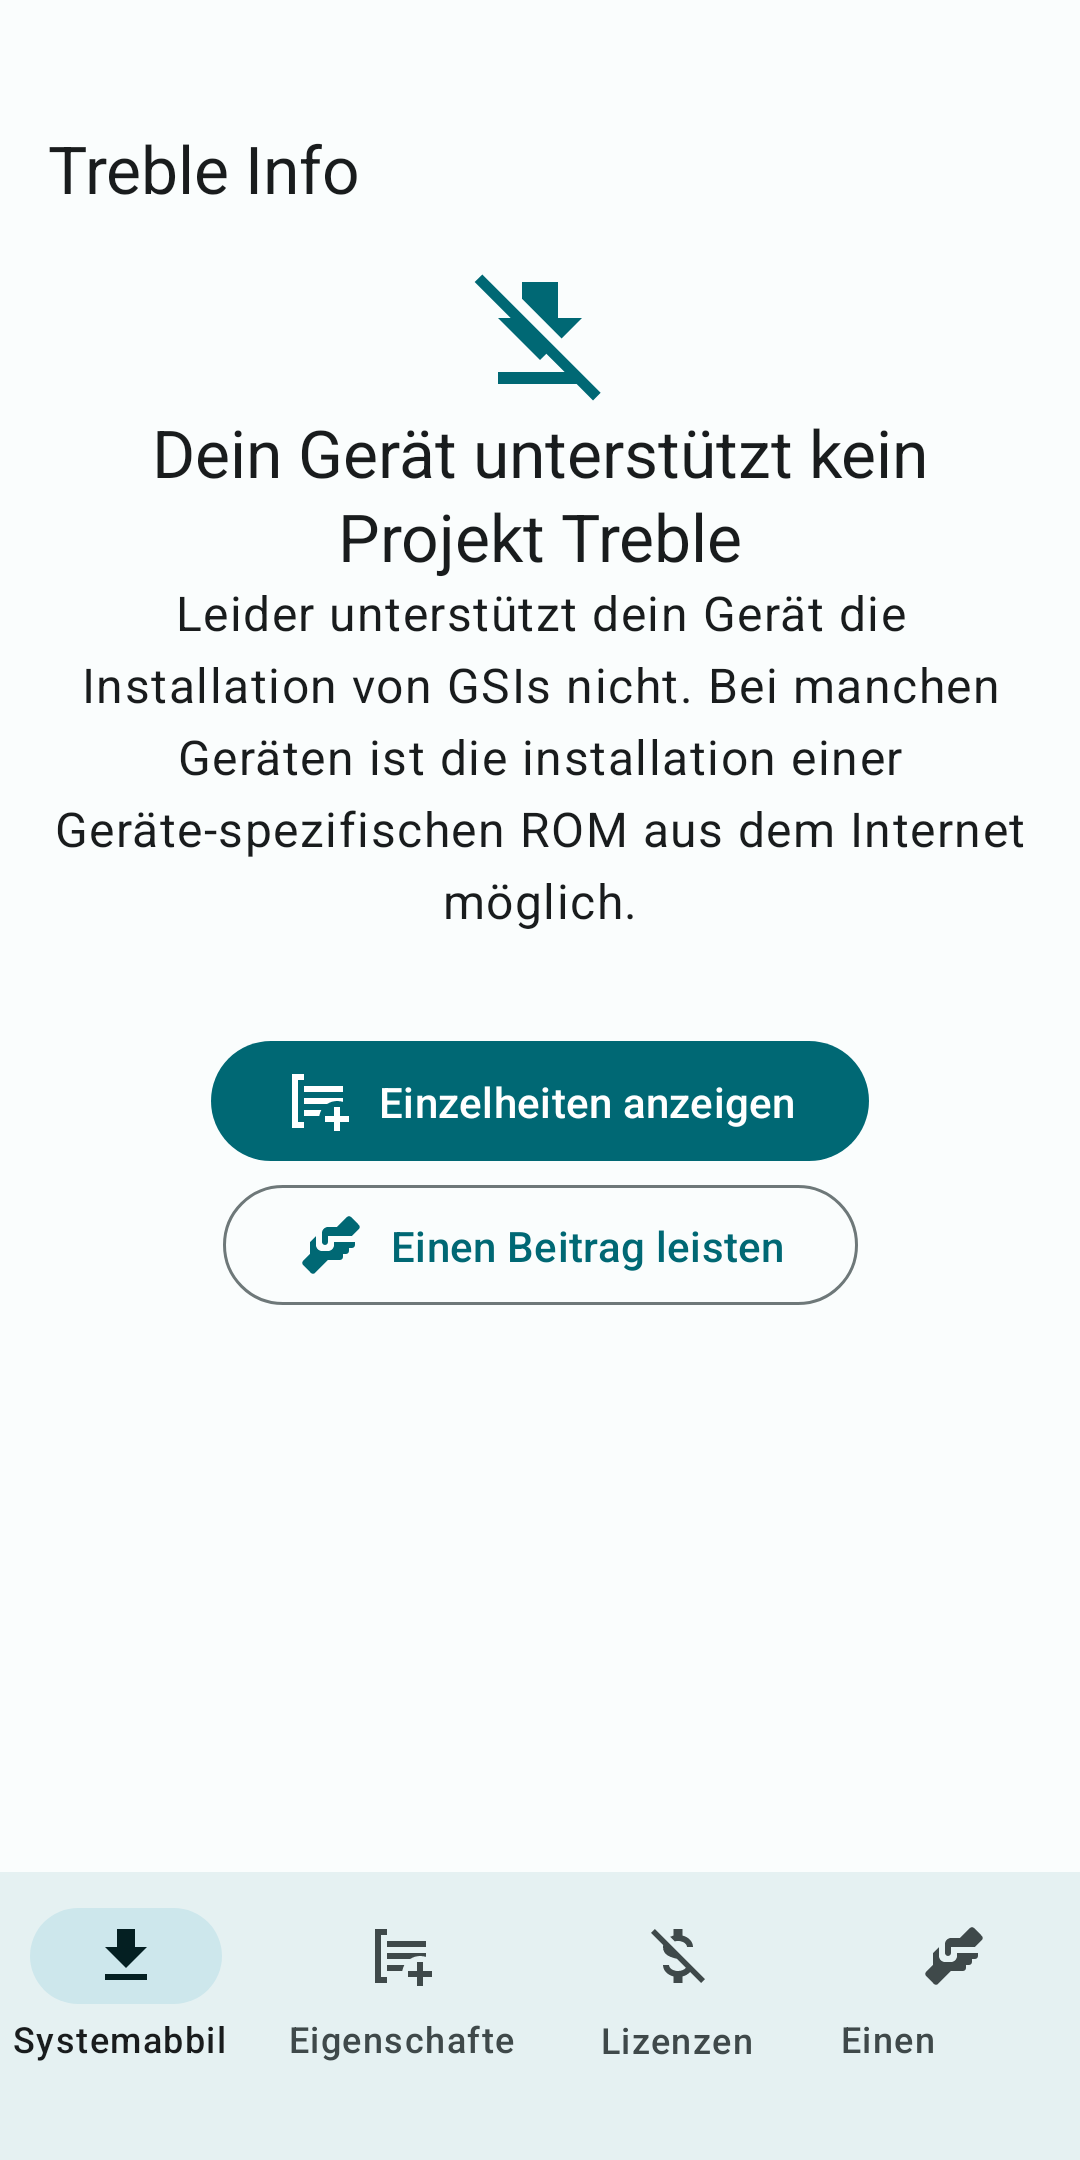 Treble Info
Dein Gerät unterstützt kein
Projekt Treble
Leider unterstützt dein Gerät die
Installation von GSIs nicht. Bei manchen
Geräten ist die installation einer
Geräte-spezifischen ROM aus dem Internet
möglich.
Einzelheiten anzeigen
Einen Beitrag leisten
Systemabbil
Eigenschafte
Lizenzen
Einen